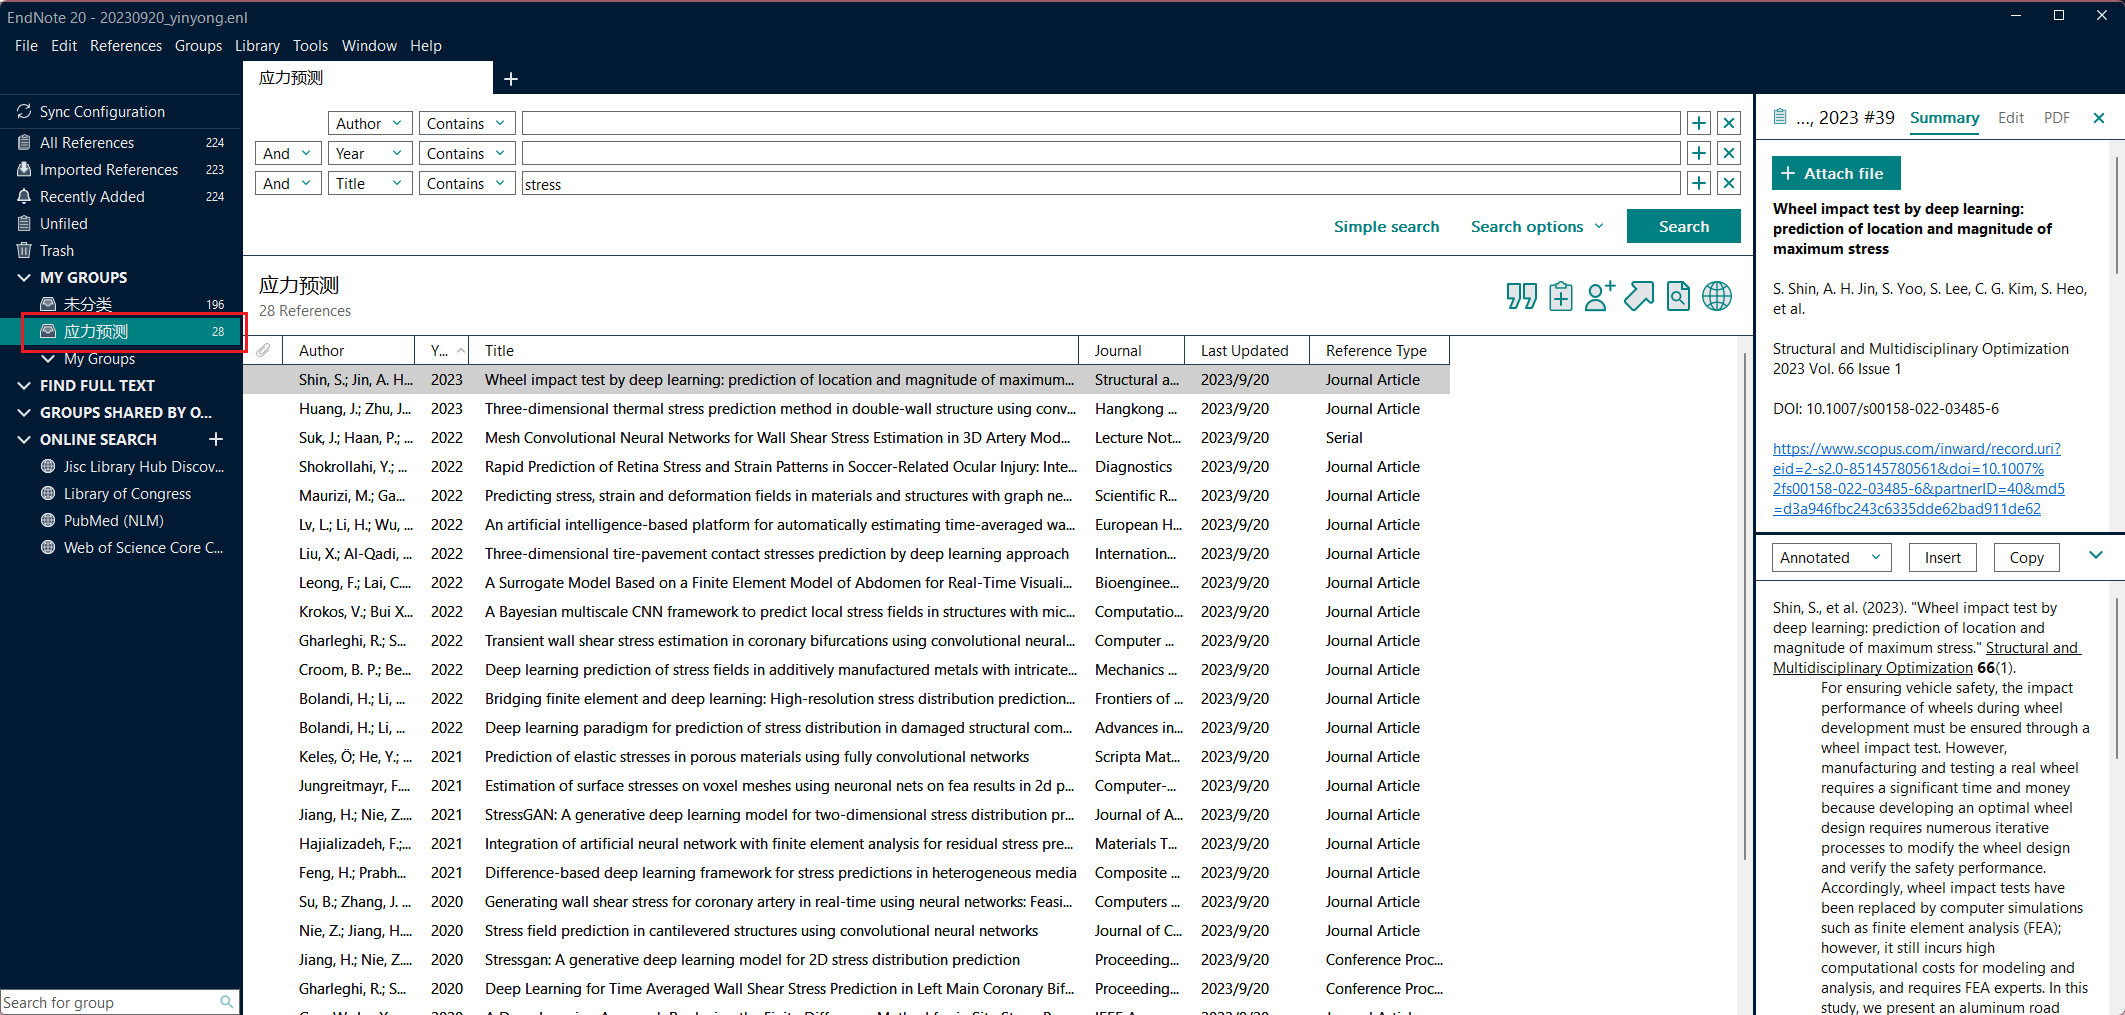 EndNote 20 - 20230920_yinyong.enl
File Edit References Groups Library Tools Window Help
应力预测
Sync Configuration
All References 224
Imported References 223
Recently Added 224
Unfiled
Trash
MY GROUPS
未分类 196
应力预测 28
My Groups
FIND FULL TEXT
GROUPS SHARED BY O...
ONLINE SEARCH
Jisc Library Hub Discov...
Library of Congress
PubMed (NLM)
Web of Science Core C...
Search for group
Author Contains
And Year Contains
And Title Contains stress
Simple search Search options Search
应力预测
28 References
Author Y... Title Journal Last Updated Reference Type
Shin, S.; Jin, A. H... 2023 Wheel impact test by deep learning: prediction of location and magnitude of maximum... Structural a... 2023/9/20 Journal Article
Huang, J.; Zhu, J... 2023 Three-dimensional thermal stress prediction method in double-wall structure using conv... Hangkong ... 2023/9/20 Journal Article
Suk, J.; Haan, P.; ... 2022 Mesh Convolutional Neural Networks for Wall Shear Stress Estimation in 3D Artery Mod... Lecture Not... 2023/9/20 Serial
Shokrollahi, Y.; ... 2022 Rapid Prediction of Retina Stress and Strain Patterns in Soccer-Related Ocular Injury: Inte... Diagnostics 2023/9/20 Journal Article
Maurizi, M.; Ga... 2022 Predicting stress, strain and deformation fields in materials and structures with graph ne... Scientific R... 2023/9/20 Journal Article
Lv, L.; Li, H.; Wu, ... 2022 An artificial intelligence-based platform for automatically estimating time-averaged wa... European H... 2023/9/20 Journal Article
Liu, X.; Al-Qadi, ... 2022 Three-dimensional tire-pavement contact stresses prediction by deep learning approach Internation... 2023/9/20 Journal Article
Leong, F.; Lai, C.... 2022 A Surrogate Model Based on a Finite Element Model of Abdomen for Real-Time Visuali... Bioenginee... 2023/9/20 Journal Article
Krokos, V.; Bui X... 2022 A Bayesian multiscale CNN framework to predict local stress fields in structures with mic... Computatio... 2023/9/20 Journal Article
Gharleghi, R.; S... 2022 Transient wall shear stress estimation in coronary bifurcations using convolutional neural... Computer ... 2023/9/20 Journal Article
Croom, B. P.; Be... 2022 Deep learning prediction of stress fields in additively manufactured metals with intricate... Mechanics ... 2023/9/20 Journal Article
Bolandi, H.; Li, ... 2022 Bridging finite element and deep learning: High-resolution stress distribution prediction... Frontiers of ... 2023/9/20 Journal Article
Bolandi, H.; Li, ... 2022 Deep learning paradigm for prediction of stress distribution in damaged structural com... Advances in... 2023/9/20 Journal Article
Keleş, Ö; He, Y.; ... 2021 Prediction of elastic stresses in porous materials using fully convolutional networks Scripta Mat... 2023/9/20 Journal Article
Jungreitmayr, F.... 2021 Estimation of surface stresses on voxel meshes using neuronal nets on fea results in 2d p... Computer-... 2023/9/20 Journal Article
Jiang, H.; Nie, Z.... 2021 StressGAN: A generative deep learning model for two-dimensional stress distribution pr... Journal of A... 2023/9/20 Journal Article
Hajializadeh, F.;... 2021 Integration of artificial neural network with finite element analysis for residual stress pre... Materials T... 2023/9/20 Journal Article
Feng, H.; Prabh... 2021 Difference-based deep learning framework for stress predictions in heterogeneous media Composite ... 2023/9/20 Journal Article
Su, B.; Zhang, J. ... 2020 Generating wall shear stress for coronary artery in real-time using neural networks: Feasi... Computers ... 2023/9/20 Journal Article
Nie, Z.; Jiang, H.... 2020 Stress field prediction in cantilevered structures using convolutional neural networks Journal of C... 2023/9/20 Journal Article
Jiang, H.; Nie, Z.... 2020 Stressgan: A generative deep learning model for 2D stress distribution prediction Proceeding... 2023/9/20 Conference Proc...
Gharleghi, R.; S... 2020 Deep Learning for Time Averaged Wall Shear Stress Prediction in Left Main Coronary Bif... Proceeding... 2023/9/20 Conference Proc...
..., 2023 #39 Summary Edit PDF
Attach file
Wheel impact test by deep learning:
prediction of location and magnitude of
maximum stress
S. Shin, A. H. Jin, S. Yoo, S. Lee, C. G. Kim, S. Heo,
et al.
Structural and Multidisciplinary Optimization
2023 Vol. 66 Issue 1
DOI: 10.1007/s00158-022-03485-6
https://www.scopus.com/inward/record.uri?
eid=2-s2.0-85145780561&doi=10.1007%
2fs00158-022-03485-6&partnerID=40&md5
=d3a946fbc243c6335dde62bad911de62
Annotated Insert Copy
Shin, S., et al. (2023). "Wheel impact test by
deep learning: prediction of location and
magnitude of maximum stress." Structural and
Multidisciplinary Optimization 66(1).
For ensuring vehicle safety, the impact
performance of wheels during wheel
development must be ensured through a
wheel impact test. However,
manufacturing and testing a real wheel
requires a significant time and money
because developing an optimal wheel
design requires numerous iterative
processes to modify the wheel design
and verify the safety performance.
Accordingly, wheel impact tests have
been replaced by computer simulations
such as finite element analysis (FEA);
however, it still incurs high
computational costs for modeling and
analysis, and requires FEA experts. In this
study, we present an aluminum road